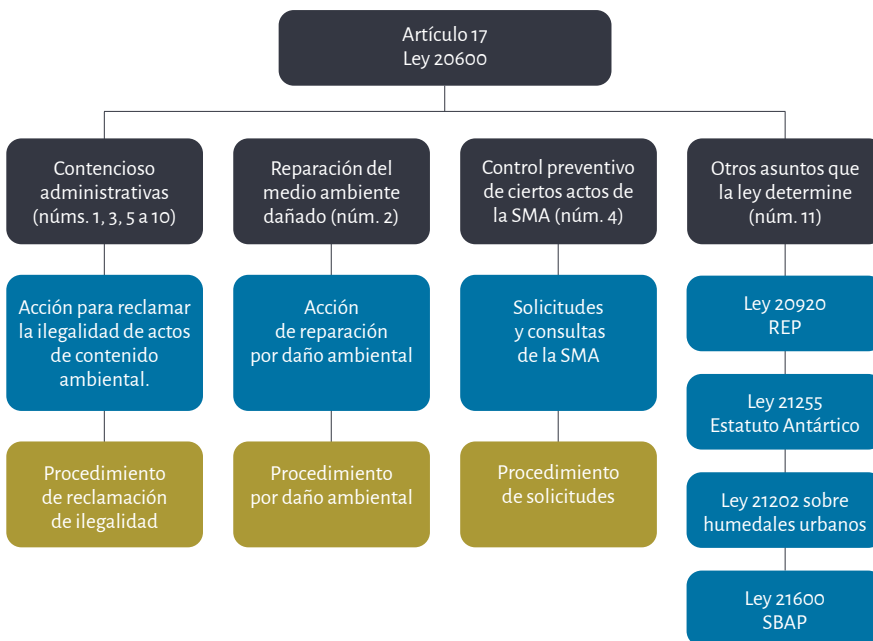 Artículo 17
Ley 20600
Contencioso
administrativas
(núms. 1, 3, 5 a 10)
Acción para reclamar
la ilegalidad de actos
de contenido
ambiental.
Procedimiento
de reclamación
de ilegalidad
Reparación del
medio ambiente
dañado (núm. 2)
Acción
de reparación
por daño ambiental
Procedimiento
por daño ambiental
Control preventivo
de ciertos actos de
la SMA (núm. 4)
Solicitudes
y consultas
de la SMA
Procedimiento
de solicitudes
Otros asuntos que
la ley determine
(núm. 11)
Ley 20920
REP
Ley 21255
Estatuto Antártico
Ley 21202 sobre
humedales urbanos
Ley 21600
SBAP